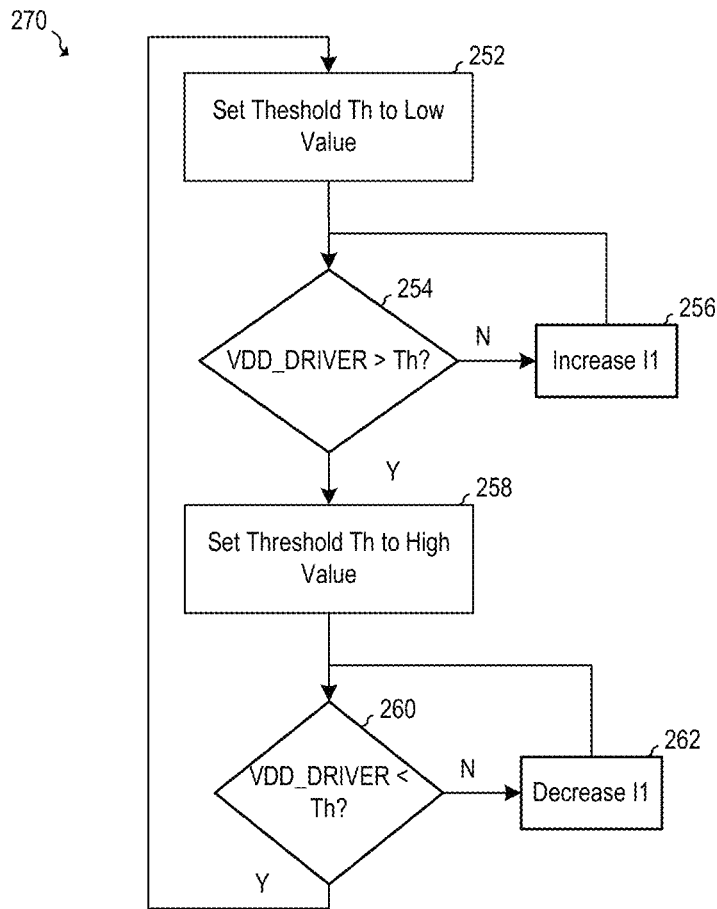 270
252
Set Theshold Th to Low
Value
254
VDD_DRIVER > Th?
N
256
Increase I1
Y
258
Set Threshold Th to High
Value
260
VDD_DRIVER <
Th?
N
262
Decrease I1
Y